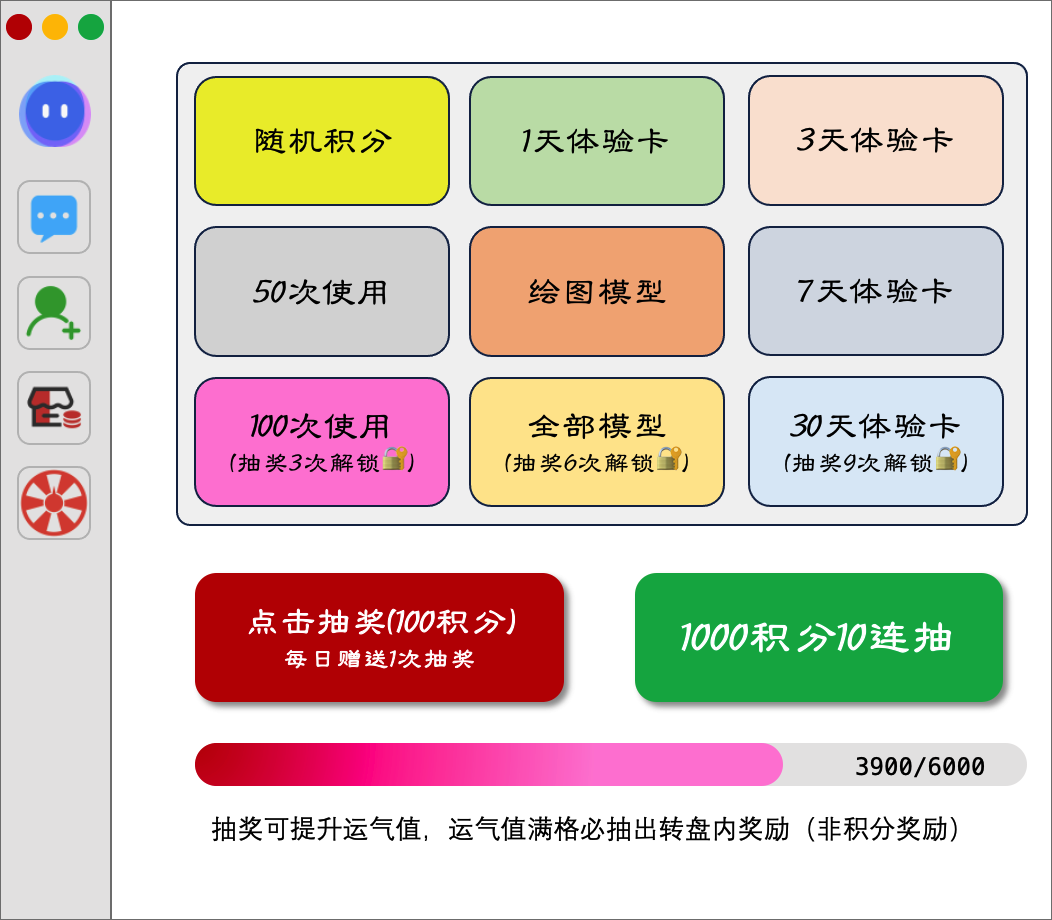 随机积分
1天体验卡
3天体验卡
50次使用
绘图模型
7天体验卡
100次使用
(抽奖3次解锁🔐)
全部模型
(抽奖6次解锁🔐)
30天体验卡
(抽奖9次解锁🔐)
点击抽奖(100积分)
每日赠送1次抽奖
1000积分10连抽
3900/6000
抽奖可提升运气值，运气值满格必抽出转盘内奖励（非积分奖励）